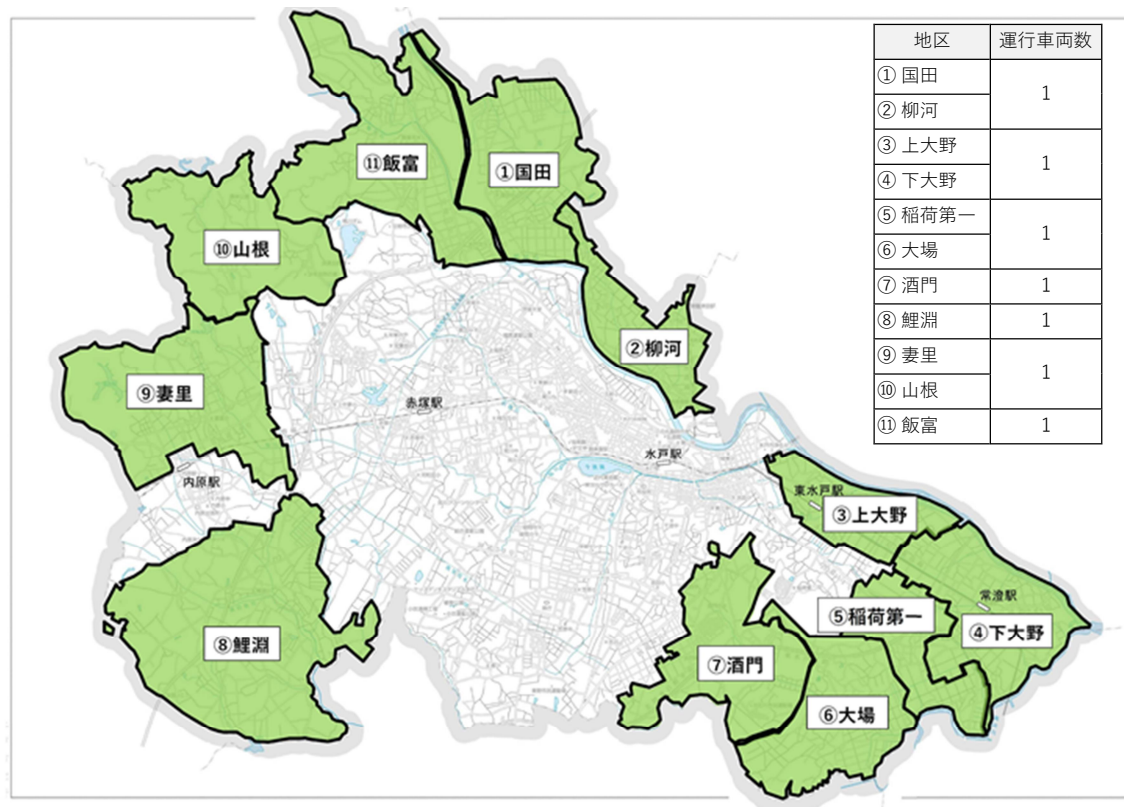 地区 運行車両数
① 国田
② 柳河
1
③ 上大野
④ 下大野
1
⑤ 稲荷第一
⑥ 大場
1
⑦ 酒門 1
⑧ 鯉淵 1
⑨ 妻里
⑩ 山根
1
⑪ 飯富 1
⑪飯富
①国田
⑩山根
②柳河
⑨妻里
赤塚駅
水戸駅
内原駅
東水戸駅
③上大野
常澄駅
⑤稲荷第一
④下大野
⑧鯉淵
⑦酒門
⑥大場